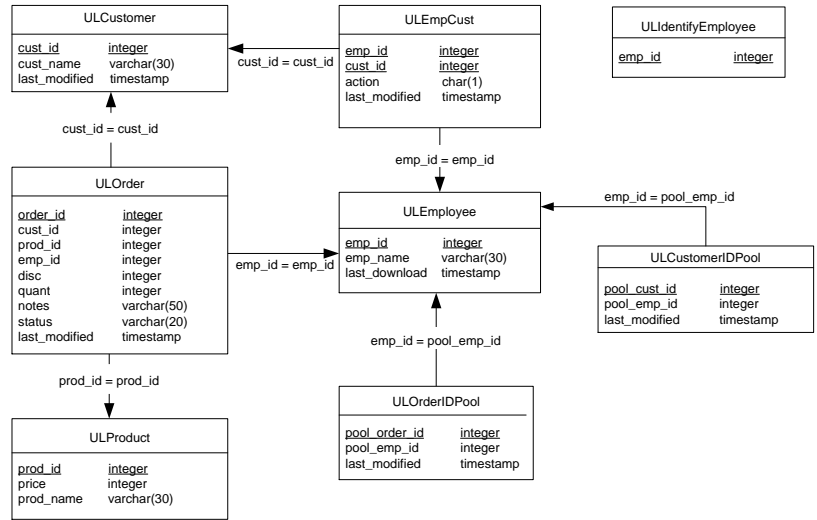 ULCustomer
cust_id integer
cust_name varchar(30)
last_modified timestamp
ULEmpCust
emp_id integer
cust_id integer
action char(1)
last_modified timestamp
ULIdentifyEmployee
emp_id integer
cust_id = cust_id
cust_id = cust_id
emp_id = emp_id
ULOrder
order_id integer
cust_id integer
prod_id integer
emp_id integer
disc integer
quant integer
notes varchar(50)
status varchar(20)
last_modified timestamp
emp_id = emp_id
ULEmployee
emp_id integer
emp_name varchar(30)
last_download timestamp
emp_id = pool_emp_id
ULCustomerIDPool
pool_cust_id integer
pool_emp_id integer
last_modified timestamp
emp_id = pool_emp_id
prod_id = prod_id
ULOrderIDPool
pool_order_id integer
pool_emp_id integer
last_modified timestamp
ULProduct
prod_id integer
price integer
prod_name varchar(30)